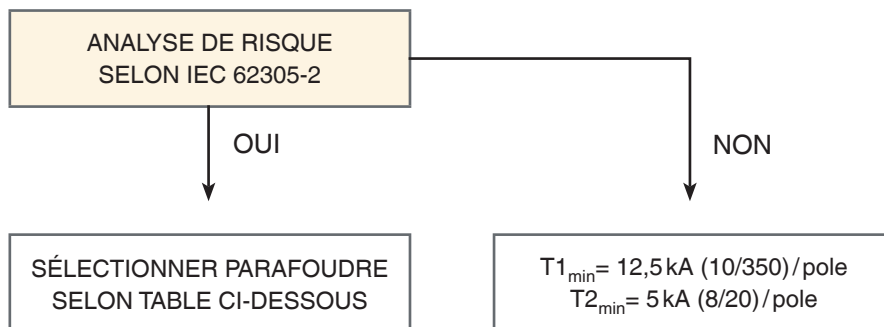 ANALYSE DE RISQUE
SELON IEC 62305-2
OUI
NON
SÉLECTIONNER PARAFOUDRE
SELON TABLE CI-DESSOUS
T1min= 12,5 kA (10/350)/pole
T2min= 5 kA (8/20)/pole